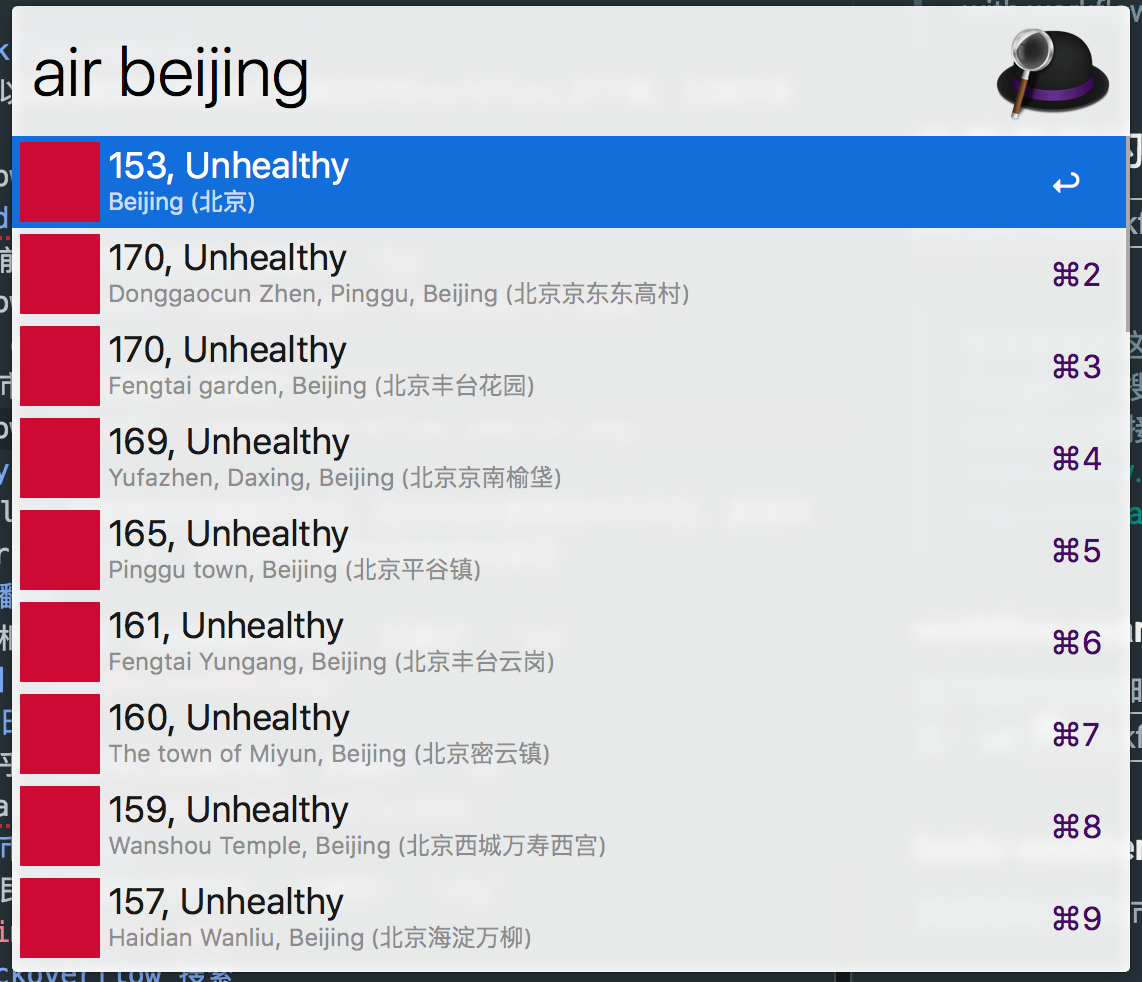 air beijing
153, Unhealthy
Beijing (北京)
170, Unhealthy
Donggaocun Zhen, Pinggu, Beijing (北京京东东高村)
⌘2
170, Unhealthy
Fengtai garden, Beijing (北京丰台花园)
⌘3
169, Unhealthy
Yufazhen, Daxing, Beijing (北京京南榆垡)
⌘4
165, Unhealthy
Pinggu town, Beijing (北京平谷镇)
⌘5
161, Unhealthy
Fengtai Yungang, Beijing (北京丰台云岗)
⌘6
160, Unhealthy
The town of Miyun, Beijing (北京密云镇)
⌘7
159, Unhealthy
Wanshou Temple, Beijing (北京西城万寿西宫)
⌘8
157, Unhealthy
Haidian Wanliu, Beijing (北京海淀万柳)
⌘9